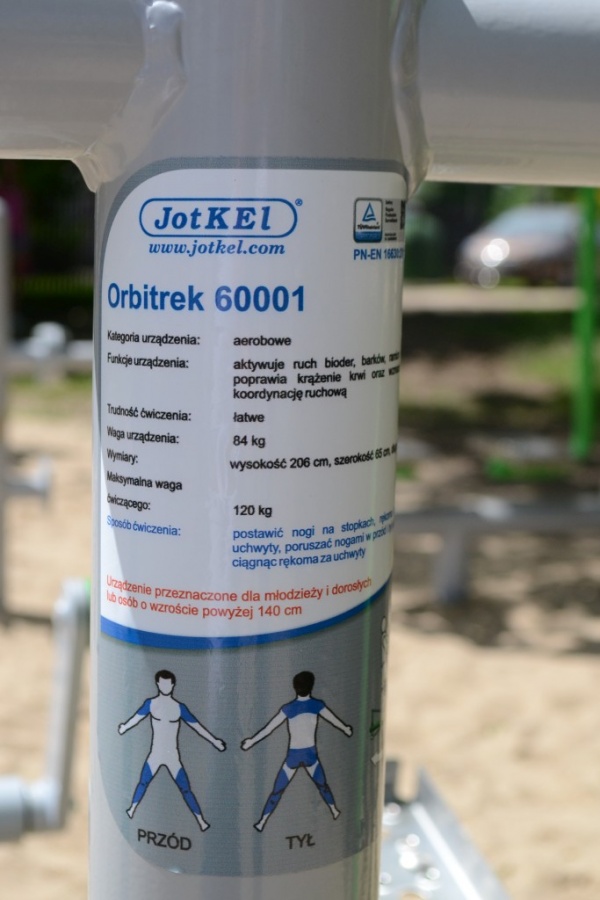 JotKEl®
www.jotkel.com
PN-EN
Orbitrek 60001
Kategoria urządzenia: aerobowe
Funkcje urządzenia: aktywuje ruch bioder, barków,
poprawia krążenie krwi oraz
koordynację ruchową
Trudność ćwiczenia: łatwe
Waga urządzenia: 84 kg
Wymiary: wysokość 206 cm, szerokość 65 cm,
Maksymalna waga
ćwiczącego: 120 kg
Sposób ćwiczenia: postawić nogi na stopkach,
uchwyty, poruszać nogami w przód
ciągnąc rękoma za uchwyty
Urządzenie przeznaczone dla młodzieży i dorosłych
lub osób o wzroście powyżej 140 cm
PRZÓD TYŁ